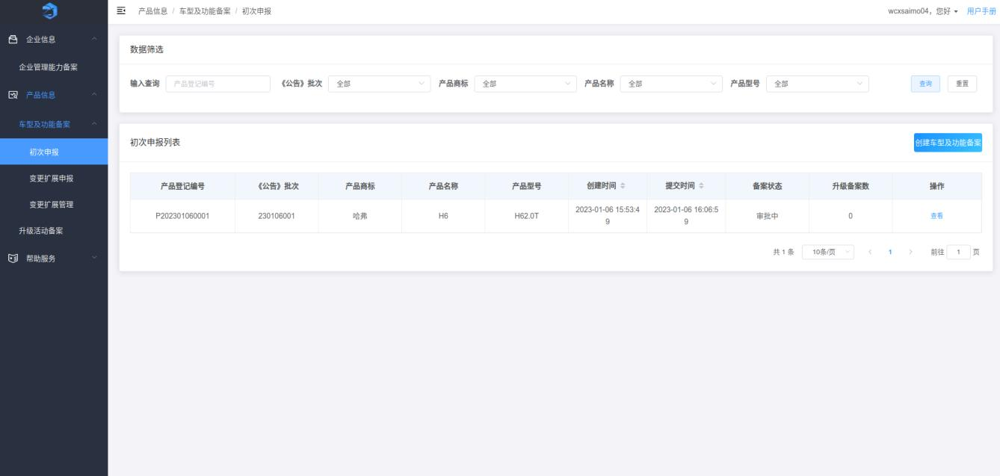 产品信息 / 车型及功能备案 / 初次申报
wcxsaimo04，您好 用户手册
企业信息
企业管理能力备案
产品信息
车型及功能备案
初次申报
变更扩展申报
变更扩展管理
升级活动备案
帮助服务
数据筛选
输入查询 产品登记编号 《公告》批次 全部 产品商标 全部 产品名称 全部 产品型号 全部 查询 重置
初次申报列表 创建车型及功能备案
产品登记编号 《公告》批次 产品商标 产品名称 产品型号 创建时间 提交时间 备案状态 升级备案数 操作
P202301060001 230106001 哈弗 H6 H62.0T 2023-01-06 15:53:49 2023-01-06 16:06:59 审批中 0 查看
共 1 条 10条/页 1 前往 1 页